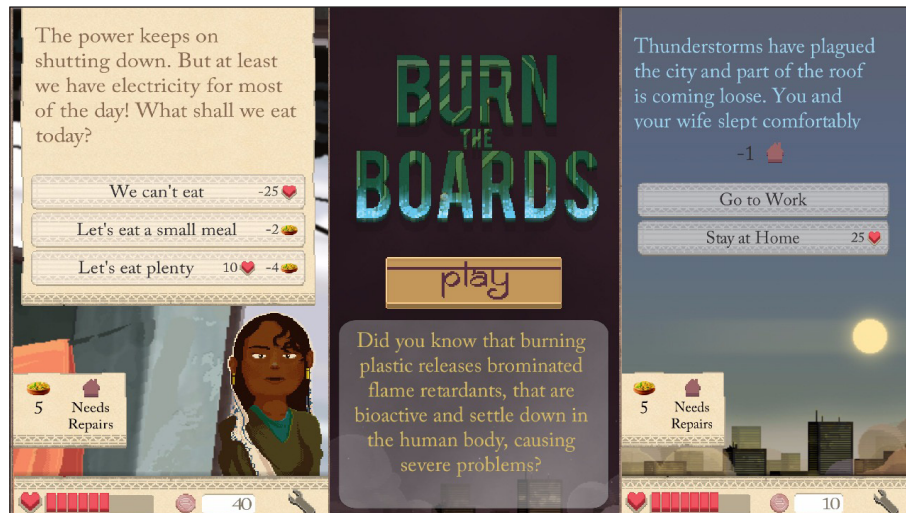 The power keeps on
shutting down. But at least
we have electricity for most
of the day! What shall we eat
today?
We can't eat -25
Let's eat a small meal -2
Let's eat plenty 10 -4
5 Needs
Repairs
40
BURN
THE
BOARDS
play
Did you know that burning
plastic releases brominated
flame retardants, that are
bioactive and settle down in
the human body, causing
severe problems?
Thunderstorms have plagued
the city and part of the roof
is coming loose. You and
your wife slept comfortably
-1
Go to Work
Stay at Home 25
5 Needs
Repairs
10